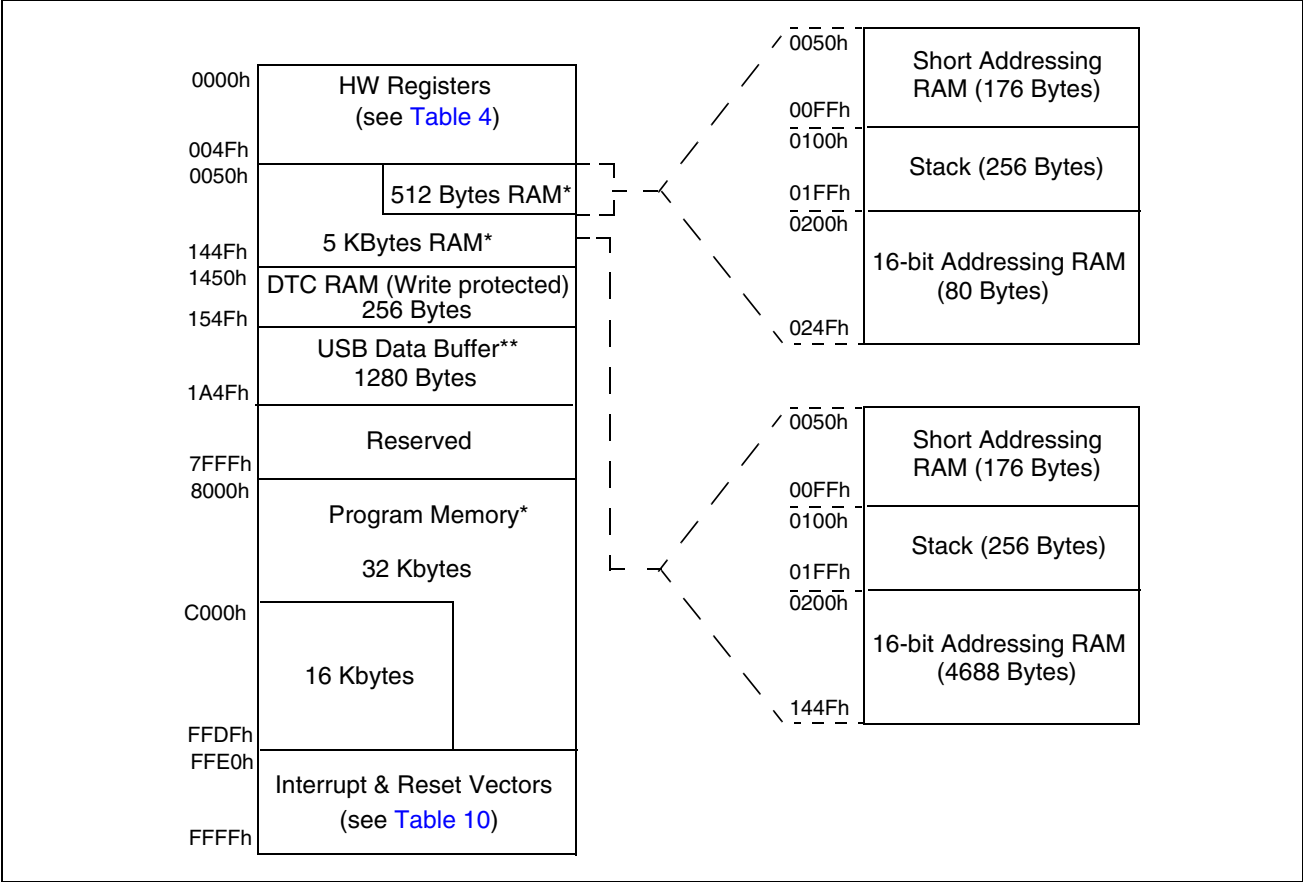 0000h
HW Registers
(see Table 4)
004Fh
0050h
512 Bytes RAM*
5 KBytes RAM*
144Fh
1450h
DTC RAM (Write protected)
256 Bytes
154Fh
USB Data Buffer**
1280 Bytes
1A4Fh
Reserved
7FFFh
8000h
Program Memory*
32 Kbytes
C000h
16 Kbytes
FFDFh
FFE0h
Interrupt & Reset Vectors
(see Table 10)
FFFFh
0050h
Short Addressing
RAM (176 Bytes)
00FFh
0100h
Stack (256 Bytes)
01FFh
0200h
16-bit Addressing RAM
(80 Bytes)
024Fh
0050h
Short Addressing
RAM (176 Bytes)
00FFh
0100h
Stack (256 Bytes)
01FFh
0200h
16-bit Addressing RAM
(4688 Bytes)
144Fh